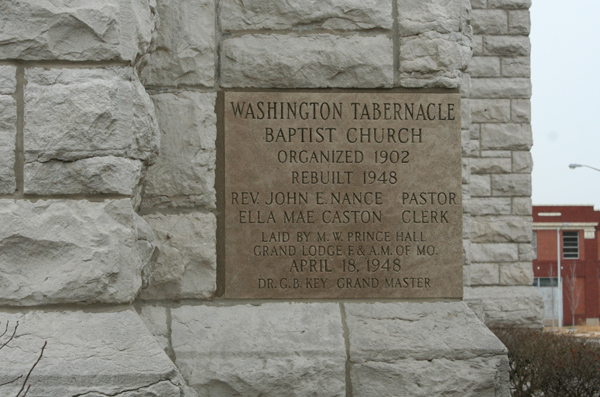 WASHINGTON TABERNACLE
BAPTIST CHURCH
ORGANIZED 1902
REBUILT 1948
REV. JOHN E. NANCE PASTOR
ELLA MAE CASTON CLERK
LAID BY M.W. PRINCE HALL
GRAND LODGE F. & A.M. OF MO.
APRIL 18, 1948
DR. G. B. KEY GRAND MASTER